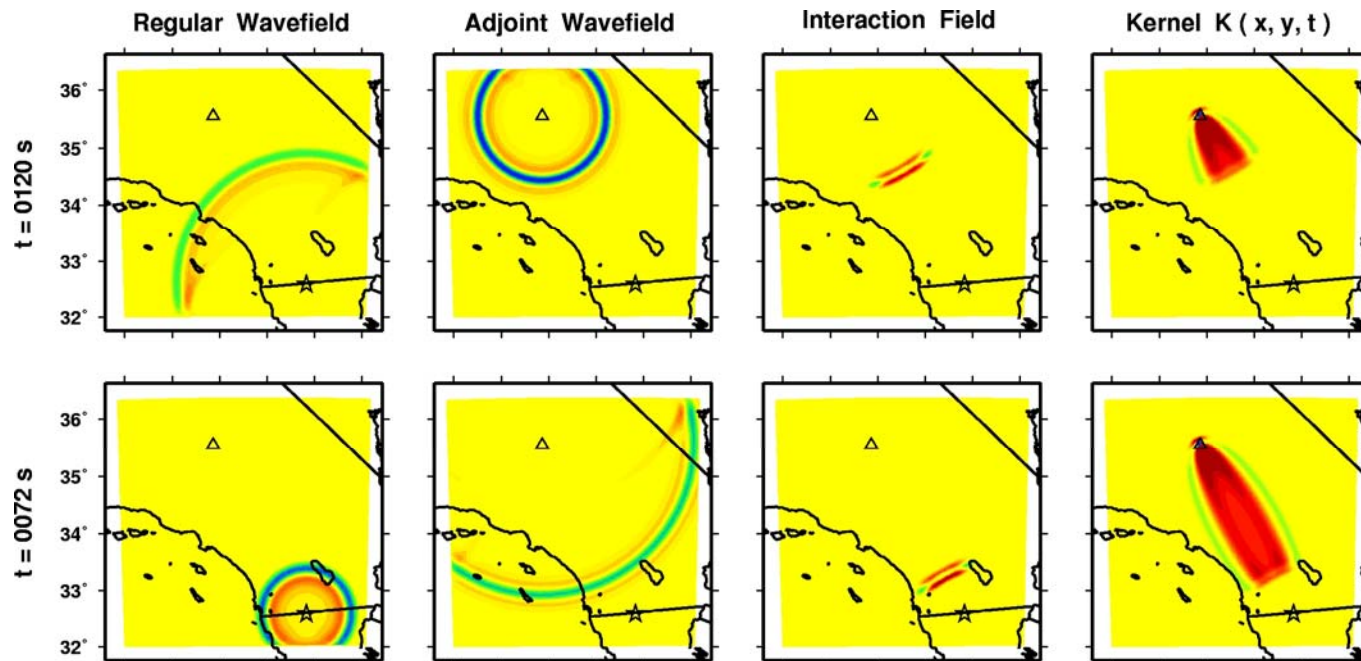 Regular Wavefield
Adjoint Wavefield
Interaction Field
Kernel K ( x, y, t )
t = 0120 s
36˚
35˚
34˚
33˚
32˚
t = 0072 s
36˚
35˚
34˚
33˚
32˚